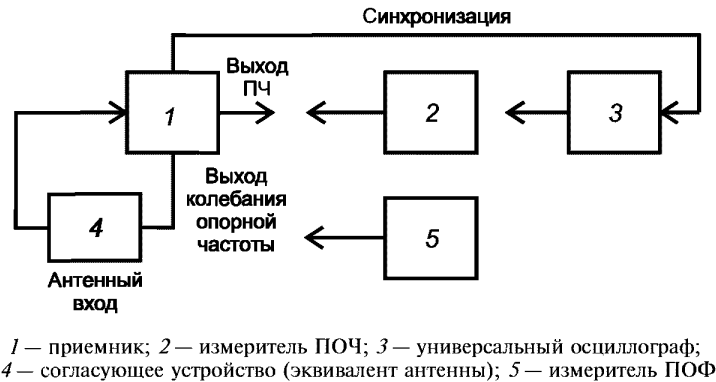 Синхронизация
Выход
ПЧ
1
2
3
Выход
колебания
опорной
частоты
4
5
Антенный
вход
1 — приемник; 2 — измеритель ПОЧ; 3 — универсальный осциллограф;
4 — согласующее устройство (эквивалент антенны); 5 — измеритель ПОФ